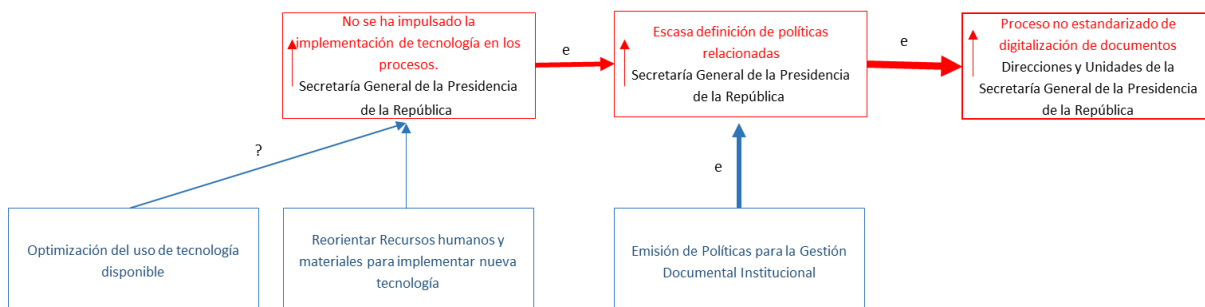 No se ha impulsado la
implementación de tecnología en los
procesos.
Secretaría General de la Presidencia
de la República
e
Escasa definición de políticas
relacionadas
Secretaría General de la Presidencia
de la República
e
Proceso no estandarizado de
digitalización de documentos
Direcciones y Unidades de la
Secretaría General de la Presidencia
de la República
?
e
Optimización del uso de tecnología
disponible
Reorientar Recursos humanos y
materiales para implementar nueva
tecnología
Emisión de Políticas para la Gestión
Documental Institucional